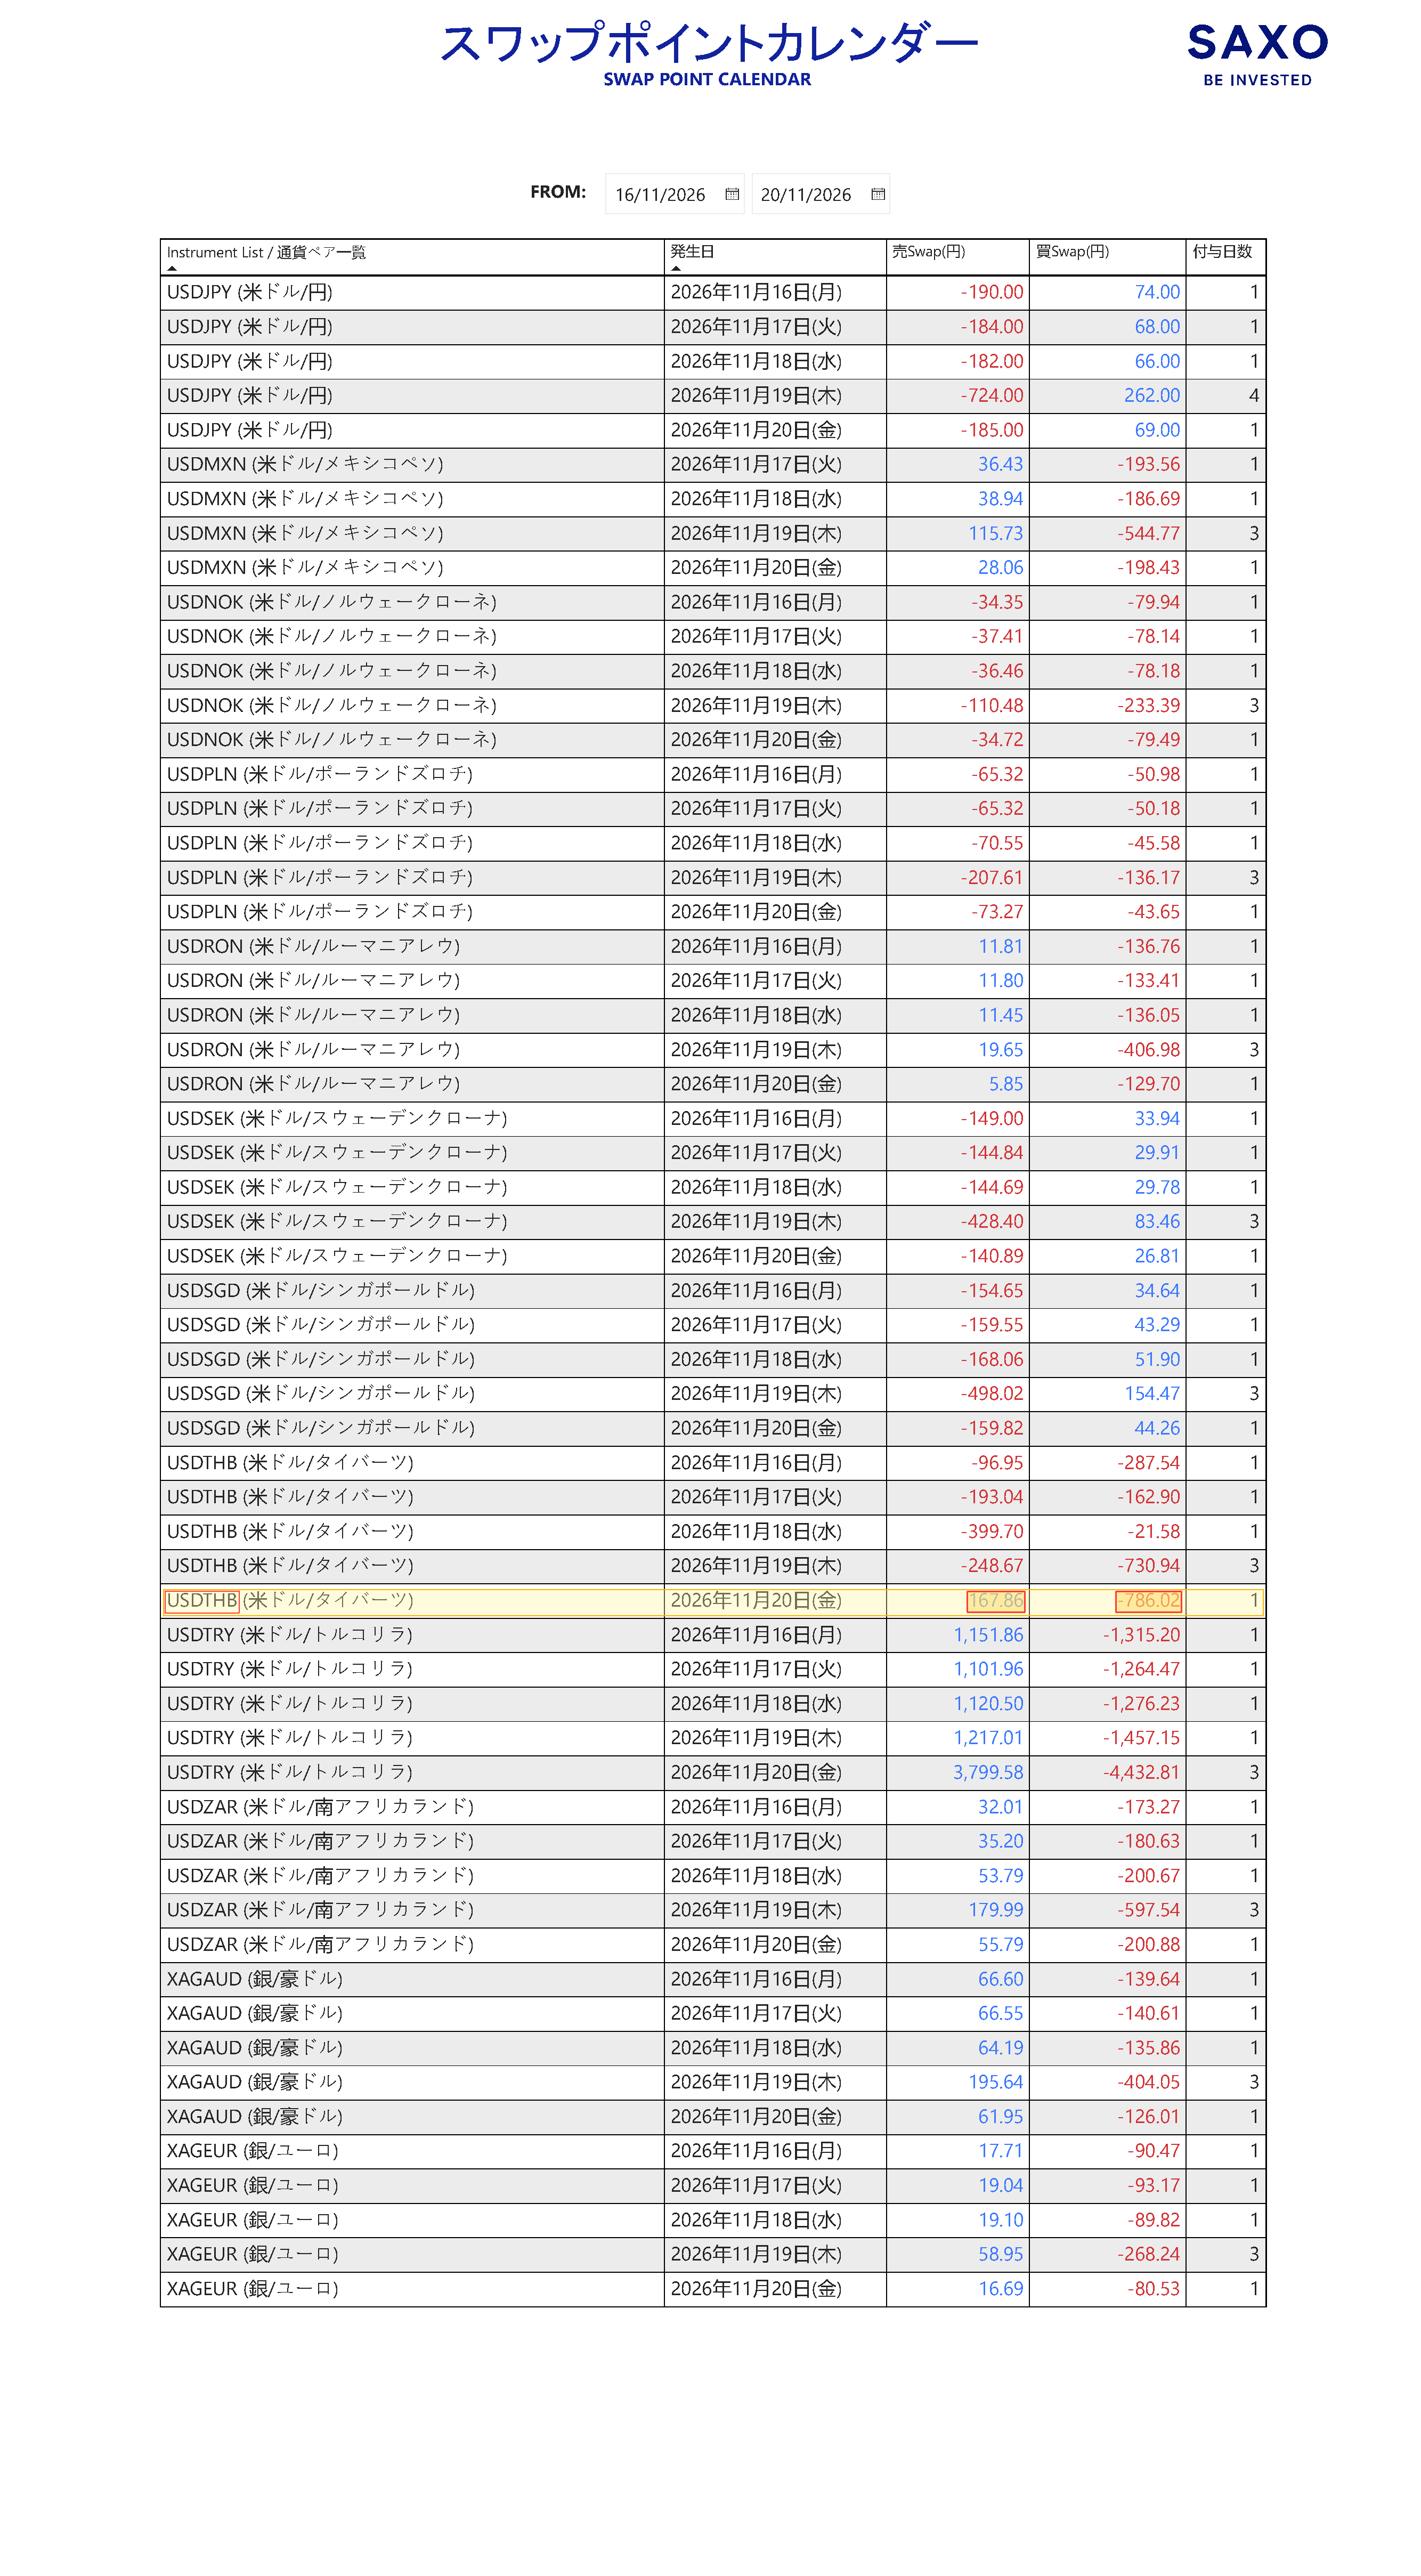 スワップポイントカレンダー
SWAP POINT CALENDAR
SAXO
BE INVESTED
FROM: 16/11/2026 20/11/2026
Instrument List / 通貨ペア一覧 発生日 売Swap(円) 買Swap(円) 付与日数
USDJPY (米ドル/円) 2026年11月16日(月) -190.00 74.00 1
USDJPY (米ドル/円) 2026年11月17日(火) -184.00 68.00 1
USDJPY (米ドル/円) 2026年11月18日(水) -182.00 66.00 1
USDJPY (米ドル/円) 2026年11月19日(木) -724.00 262.00 4
USDJPY (米ドル/円) 2026年11月20日(金) -185.00 69.00 1
USDMXN (米ドル/メキシコペソ) 2026年11月17日(火) 36.43 -193.56 1
USDMXN (米ドル/メキシコペソ) 2026年11月18日(水) 38.94 -186.69 1
USDMXN (米ドル/メキシコペソ) 2026年11月19日(木) 115.73 -544.77 3
USDMXN (米ドル/メキシコペソ) 2026年11月20日(金) 28.06 -198.43 1
USDNOK (米ドル/ノルウェークローネ) 2026年11月16日(月) -34.35 -79.94 1
USDNOK (米ドル/ノルウェークローネ) 2026年11月17日(火) -37.41 -78.14 1
USDNOK (米ドル/ノルウェークローネ) 2026年11月18日(水) -36.46 -78.18 1
USDNOK (米ドル/ノルウェークローネ) 2026年11月19日(木) -110.48 -233.39 3
USDNOK (米ドル/ノルウェークローネ) 2026年11月20日(金) -34.72 -79.49 1
USDPLN (米ドル/ポーランドズロチ) 2026年11月16日(月) -65.32 -50.98 1
USDPLN (米ドル/ポーランドズロチ) 2026年11月17日(火) -65.32 -50.18 1
USDPLN (米ドル/ポーランドズロチ) 2026年11月18日(水) -70.55 -45.58 1
USDPLN (米ドル/ポーランドズロチ) 2026年11月19日(木) -207.61 -136.17 3
USDPLN (米ドル/ポーランドズロチ) 2026年11月20日(金) -73.27 -43.65 1
USDRON (米ドル/ルーマニアレウ) 2026年11月16日(月) 11.81 -136.76 1
USDRON (米ドル/ルーマニアレウ) 2026年11月17日(火) 11.80 -133.41 1
USDRON (米ドル/ルーマニアレウ) 2026年11月18日(水) 11.45 -136.05 1
USDRON (米ドル/ルーマニアレウ) 2026年11月19日(木) 19.65 -406.98 3
USDRON (米ドル/ルーマニアレウ) 2026年11月20日(金) 5.85 -129.70 1
USDSEK (米ドル/スウェーデンクローナ) 2026年11月16日(月) -149.00 33.94 1
USDSEK (米ドル/スウェーデンクローナ) 2026年11月17日(火) -144.84 29.91 1
USDSEK (米ドル/スウェーデンクローナ) 2026年11月18日(水) -144.69 29.78 1
USDSEK (米ドル/スウェーデンクローナ) 2026年11月19日(木) -428.40 83.46 3
USDSEK (米ドル/スウェーデンクローナ) 2026年11月20日(金) -140.89 26.81 1
USDSGD (米ドル/シンガポールドル) 2026年11月16日(月) -154.65 34.64 1
USDSGD (米ドル/シンガポールドル) 2026年11月17日(火) -159.55 43.29 1
USDSGD (米ドル/シンガポールドル) 2026年11月18日(水) -168.06 51.90 1
USDSGD (米ドル/シンガポールドル) 2026年11月19日(木) -498.02 154.47 3
USDSGD (米ドル/シンガポールドル) 2026年11月20日(金) -159.82 44.26 1
USDTHB (米ドル/タイバーツ) 2026年11月16日(月) -96.95 -287.54 1
USDTHB (米ドル/タイバーツ) 2026年11月17日(火) -193.04 -162.90 1
USDTHB (米ドル/タイバーツ) 2026年11月18日(水) -399.70 -21.58 1
USDTHB (米ドル/タイバーツ) 2026年11月19日(木) -248.67 -730.94 3
USDTHB (米ドル/タイバーツ) 2026年11月20日(金) 167.86 -786.02 1
USDTRY (米ドル/トルコリラ) 2026年11月16日(月) 1,151.86 -1,315.20 1
USDTRY (米ドル/トルコリラ) 2026年11月17日(火) 1,101.96 -1,264.47 1
USDTRY (米ドル/トルコリラ) 2026年11月18日(水) 1,120.50 -1,276.23 1
USDTRY (米ドル/トルコリラ) 2026年11月19日(木) 1,217.01 -1,457.15 1
USDTRY (米ドル/トルコリラ) 2026年11月20日(金) 3,799.58 -4,432.81 3
USDZAR (米ドル/南アフリカランド) 2026年11月16日(月) 32.01 -173.27 1
USDZAR (米ドル/南アフリカランド) 2026年11月17日(火) 35.20 -180.63 1
USDZAR (米ドル/南アフリカランド) 2026年11月18日(水) 53.79 -200.67 1
USDZAR (米ドル/南アフリカランド) 2026年11月19日(木) 179.99 -597.54 3
USDZAR (米ドル/南アフリカランド) 2026年11月20日(金) 55.79 -200.88 1
XAGAUD (銀/豪ドル) 2026年11月16日(月) 66.60 -139.64 1
XAGAUD (銀/豪ドル) 2026年11月17日(火) 66.55 -140.61 1
XAGAUD (銀/豪ドル) 2026年11月18日(水) 64.19 -135.86 1
XAGAUD (銀/豪ドル) 2026年11月19日(木) 195.64 -404.05 3
XAGAUD (銀/豪ドル) 2026年11月20日(金) 61.95 -126.01 1
XAGEUR (銀/ユーロ) 2026年11月16日(月) 17.71 -90.47 1
XAGEUR (銀/ユーロ) 2026年11月17日(火) 19.04 -93.17 1
XAGEUR (銀/ユーロ) 2026年11月18日(水) 19.10 -89.82 1
XAGEUR (銀/ユーロ) 2026年11月19日(木) 58.95 -268.24 3
XAGEUR (銀/ユーロ) 2026年11月20日(金) 16.69 -80.53 1